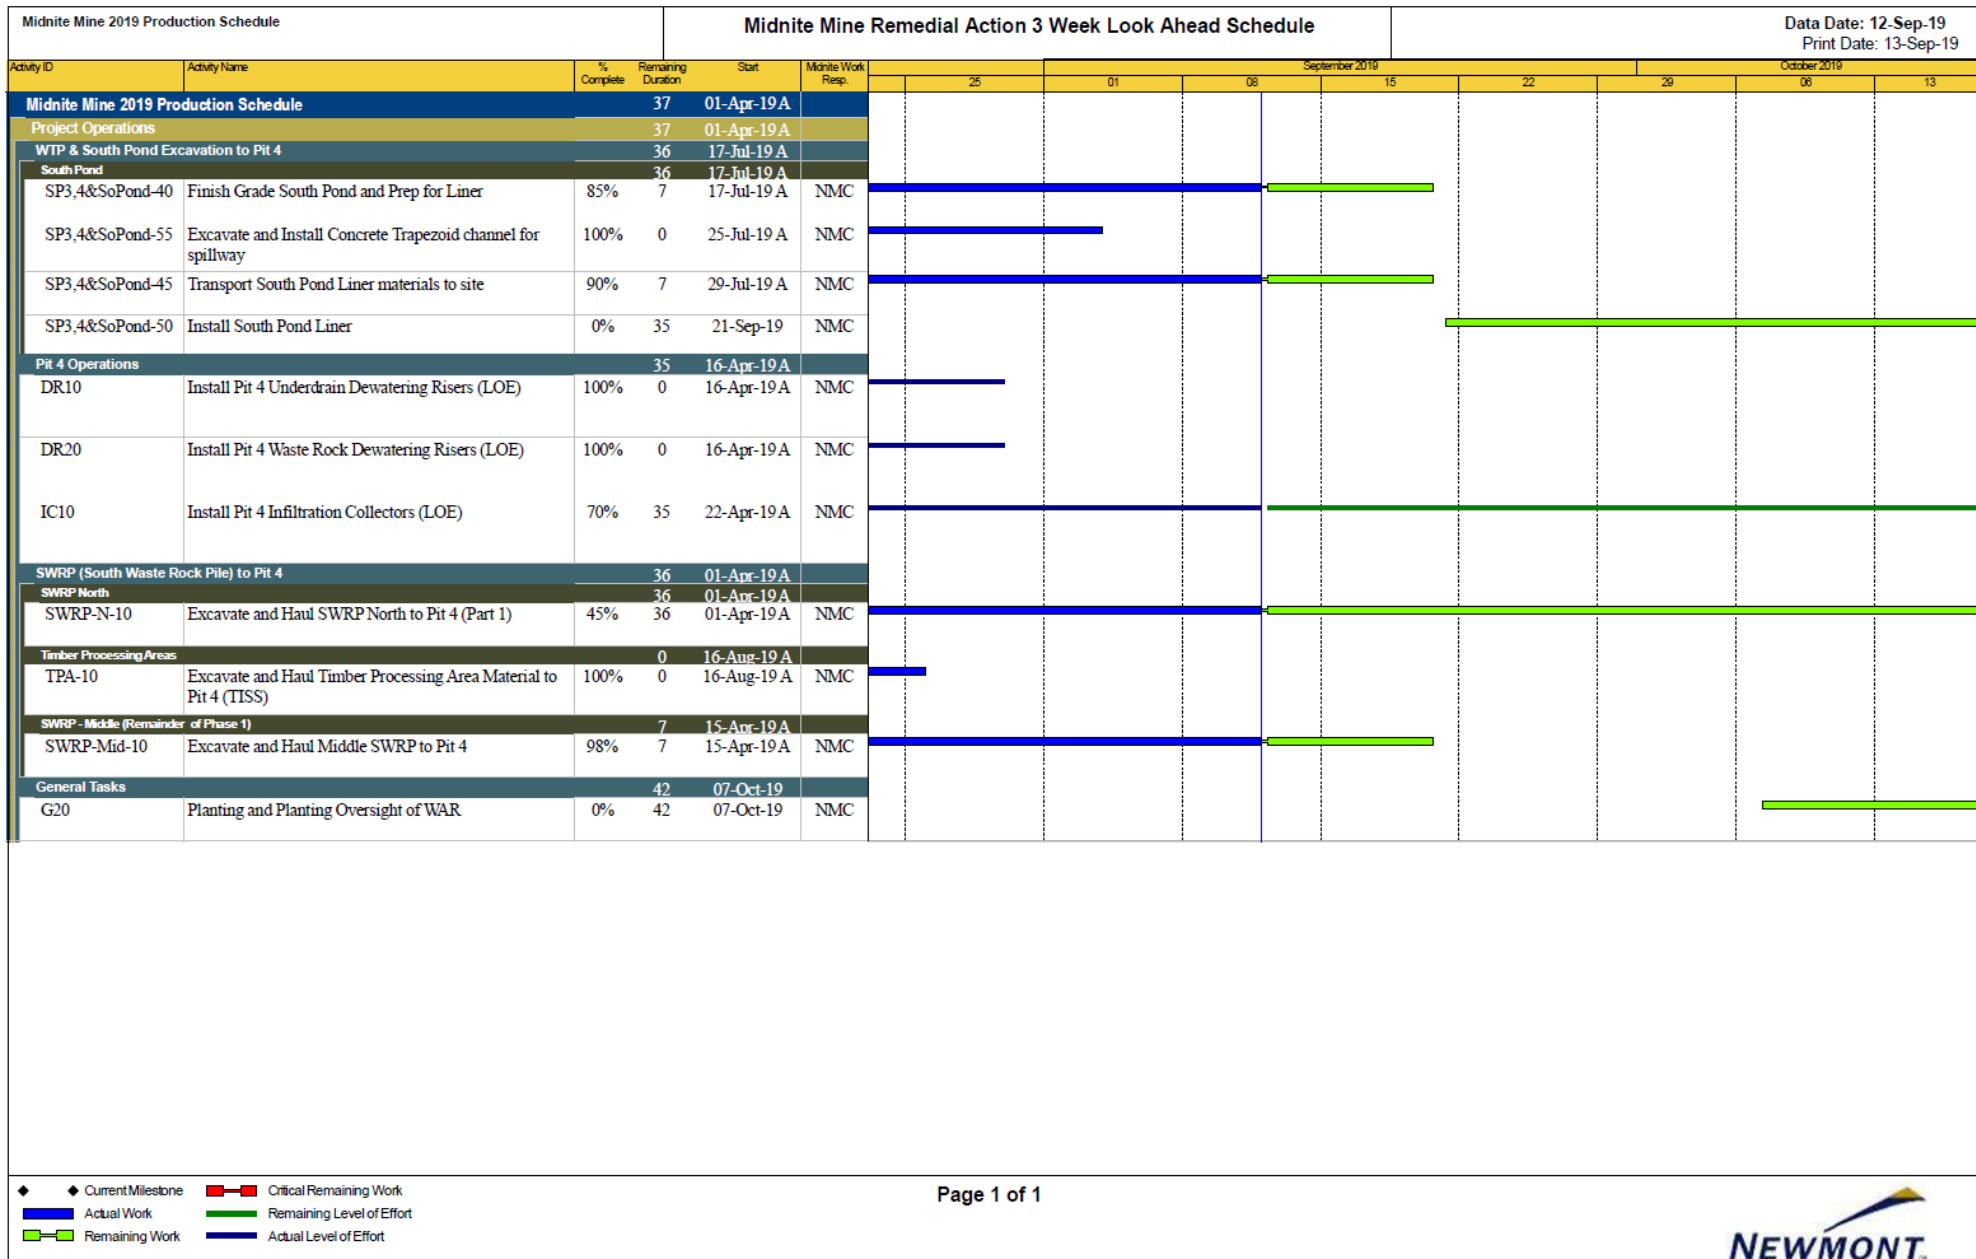 Midnite Mine 2019 Production Schedule
Midnite Mine Remedial Action 3 Week Look Ahead Schedule
Data Date: 12-Sep-19
Print Date: 13-Sep-19
Activity ID Activity Name % Complete Remaining Duration Start Midnite Work Resp. September 2019 October 2019
25 01 08 15 22 29 06 13
Midnite Mine 2019 Production Schedule 37 01-Apr-19 A
Project Operations 37 01-Apr-19 A
WTP & South Pond Excavation to Pit 4 36 17-Jul-19 A
South Pond 36 17-Jul-19 A
SP3,4&SoPond-40 Finish Grade South Pond and Prep for Liner 85% 7 17-Jul-19 A NMC
SP3,4&SoPond-55 Excavate and Install Concrete Trapezoid channel for 100% 0 25-Jul-19 A NMC
spillway
SP3,4&SoPond-45 Transport South Pond Liner materials to site 90% 7 29-Jul-19 A NMC
SP3,4&SoPond-50 Install South Pond Liner 0% 35 21-Sep-19 NMC
Pit 4 Operations 35 16-Apr-19 A
DR10 Install Pit 4 Underdrain Dewatering Risers (LOE) 100% 0 16-Apr-19 A NMC
DR20 Install Pit 4 Waste Rock Dewatering Risers (LOE) 100% 0 16-Apr-19 A NMC
IC10 Install Pit 4 Infiltration Collectors (LOE) 70% 35 22-Apr-19 A NMC
SWRP (South Waste Rock Pile) to Pit 4 36 01-Apr-19 A
SWRP North 36 01-Apr-19 A
SWRP-N-10 Excavate and Haul SWRP North to Pit 4 (Part 1) 45% 36 01-Apr-19 A NMC
Timber Processing Areas 0 16-Aug-19 A
TPA-10 Excavate and Haul Timber Processing Area Material to 100% 0 16-Aug-19 A NMC
Pit 4 (TISS)
SWRP - Middle (Remainder of Phase 1) 7 15-Apr-19 A
SWRP-Mid-10 Excavate and Haul Middle SWRP to Pit 4 98% 7 15-Apr-19 A NMC
General Tasks 42 07-Oct-19
G20 Planting and Planting Oversight of WAR 0% 42 07-Oct-19 NMC
Current Milestone Critical Remaining Work
Actual Work Remaining Level of Effort
Remaining Work Actual Level of Effort
Page 1 of 1
NEWMONT